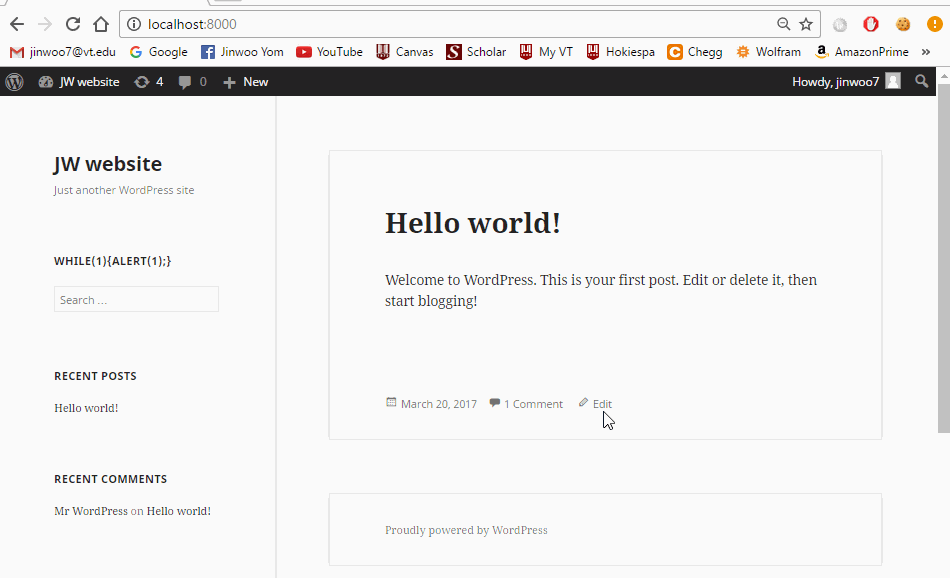 localhost:8000
jinwoo7@vt.edu Google Jinwoo Yom YouTube Canvas Scholar My VT Hokiespa Chegg Wolfram AmazonPrime »
JW website 4 0 New Howdy, jinwoo7
JW website
Just another WordPress site
WHILE(1){ALERT(1);}
Search ...
RECENT POSTS
Hello world!
RECENT COMMENTS
Mr WordPress on Hello world!
Hello world!
Welcome to WordPress. This is your first post. Edit or delete it, then
start blogging!
March 20, 2017 1 Comment Edit
Proudly powered by WordPress